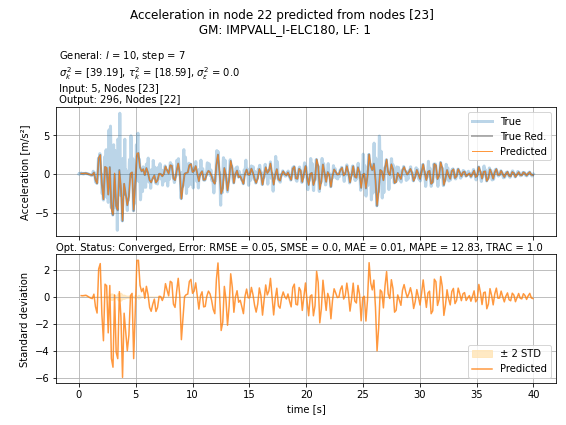 Acceleration in node 22 predicted from nodes [23]
GM: IMPVALL_I-ELC180, LF: 1
General: l = 10, step = 7
σ²ₖ = [39.19], τ²ₖ = [18.59], σ²ε = 0.0
Input: 5, Nodes [23]
Output: 296, Nodes [22]
Acceleration [m/s²]
5
0
−5
True
True Red.
Predicted
Opt. Status: Converged, Error: RMSE = 0.05, SMSE = 0.0, MAE = 0.01, MAPE = 12.83, TRAC = 1.0
Standard deviation
2
0
−2
−4
−6
± 2 STD
Predicted
0 5 10 15 20 25 30 35 40
time [s]